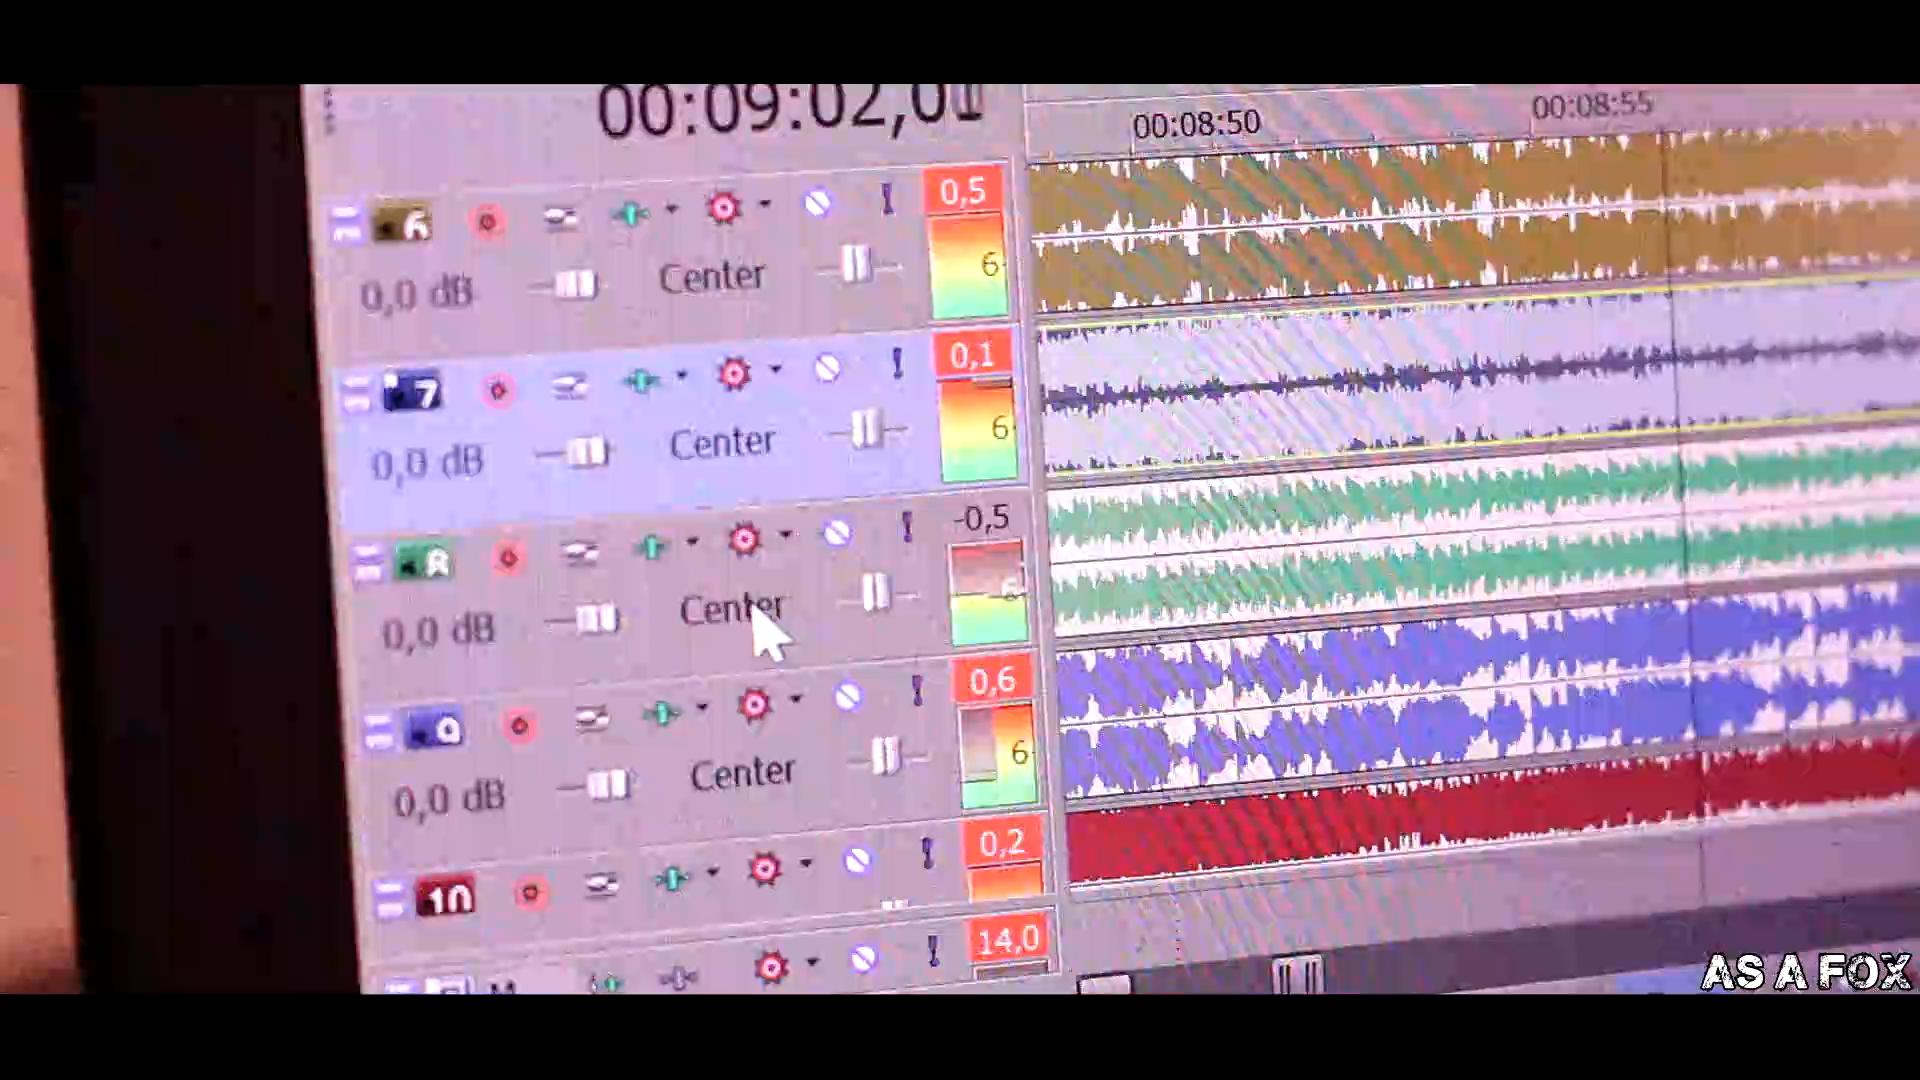 00:09:02,01
00:08:50
00:08:55
6
0,5
0,0 dB
Center
6
7
0,1
0,0 dB
Center
6
8
-0,5
0,0 dB
Center
6
9
0,6
0,0 dB
Center
6
10
0,2
14,0
AS A FOX